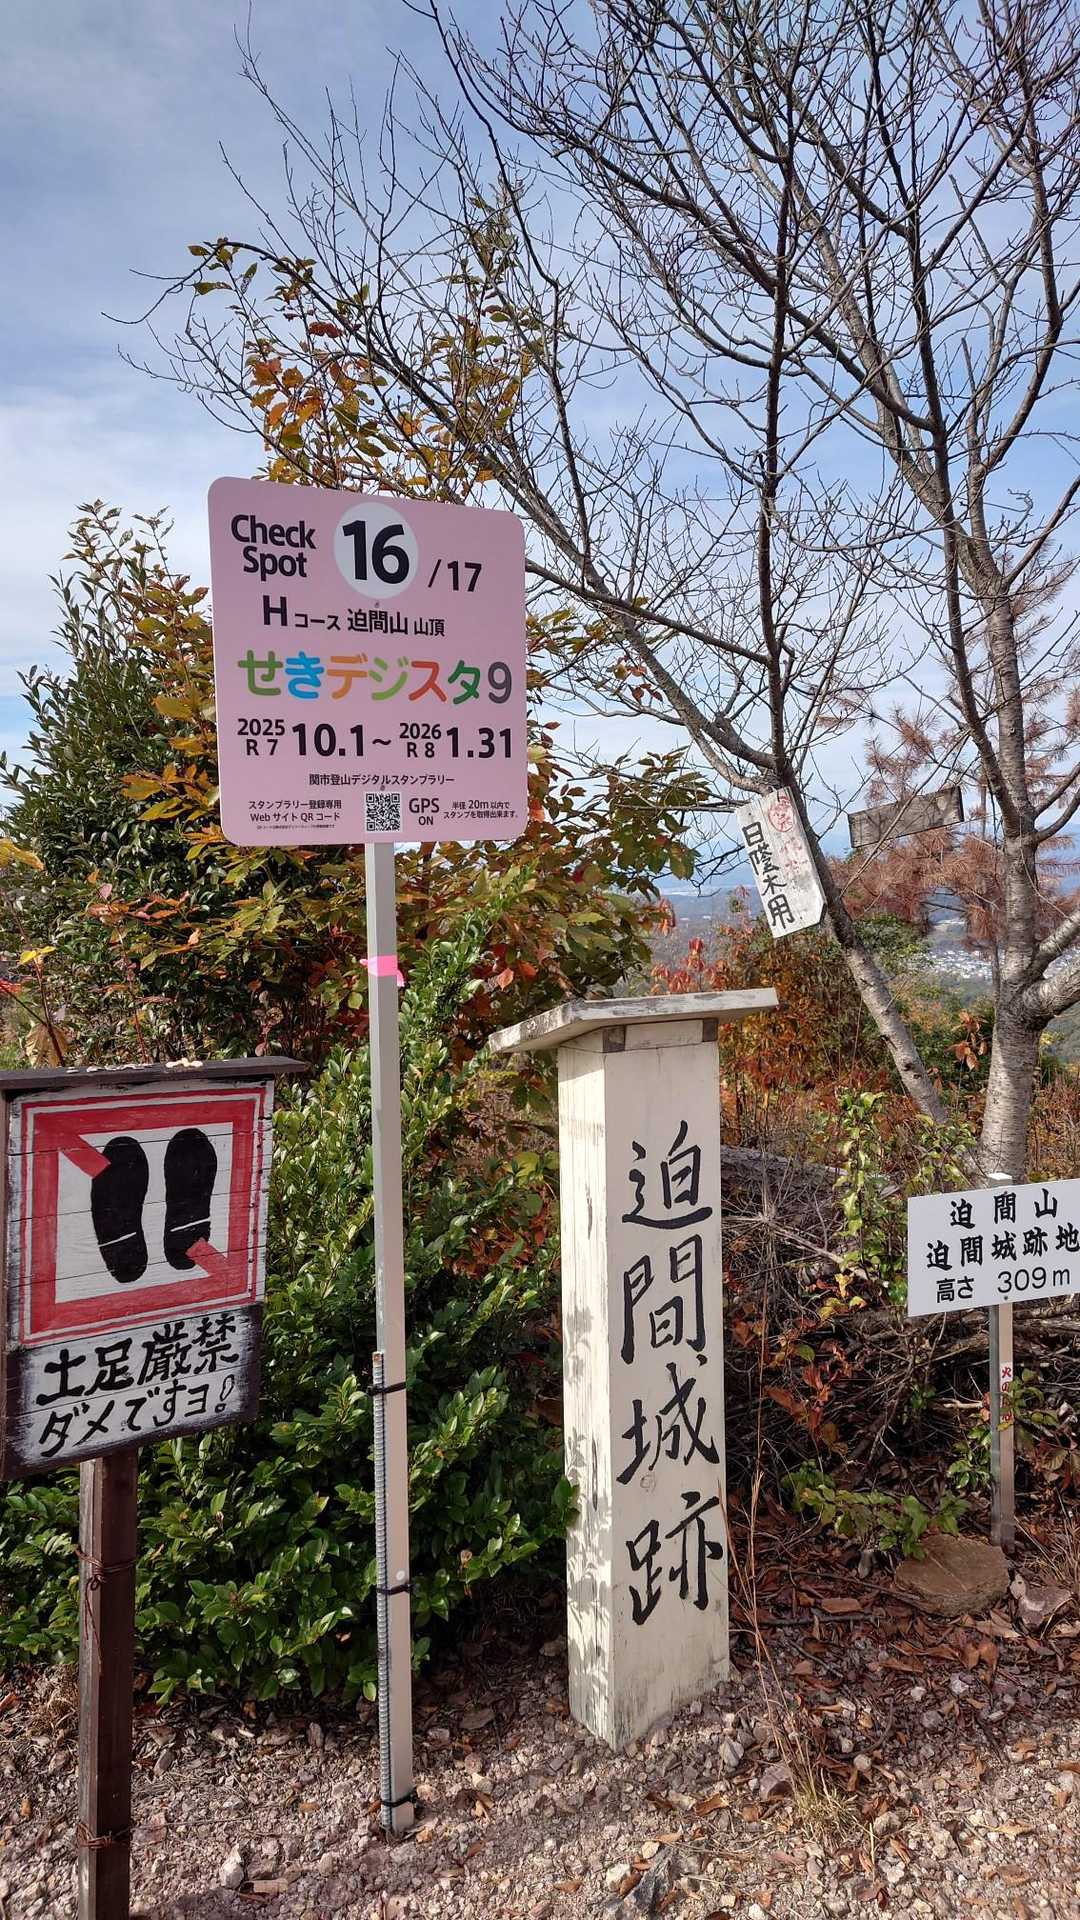 Check
Spot
16 /17
Hコース 迫間山 山頂
せきデジスタ9
2025 R7 10.1~ 2026 R8 1.31
関市登山デジタルスタンプラリー
スタンプラリー登録専用
WebサイトQRコード
GPS
ON
半径20m以内で
スタンプを取得出来ます。
日蔭木用
土足厳禁
ダメですヨ!
迫間城跡
迫間山
迫間城跡地
高さ 309m